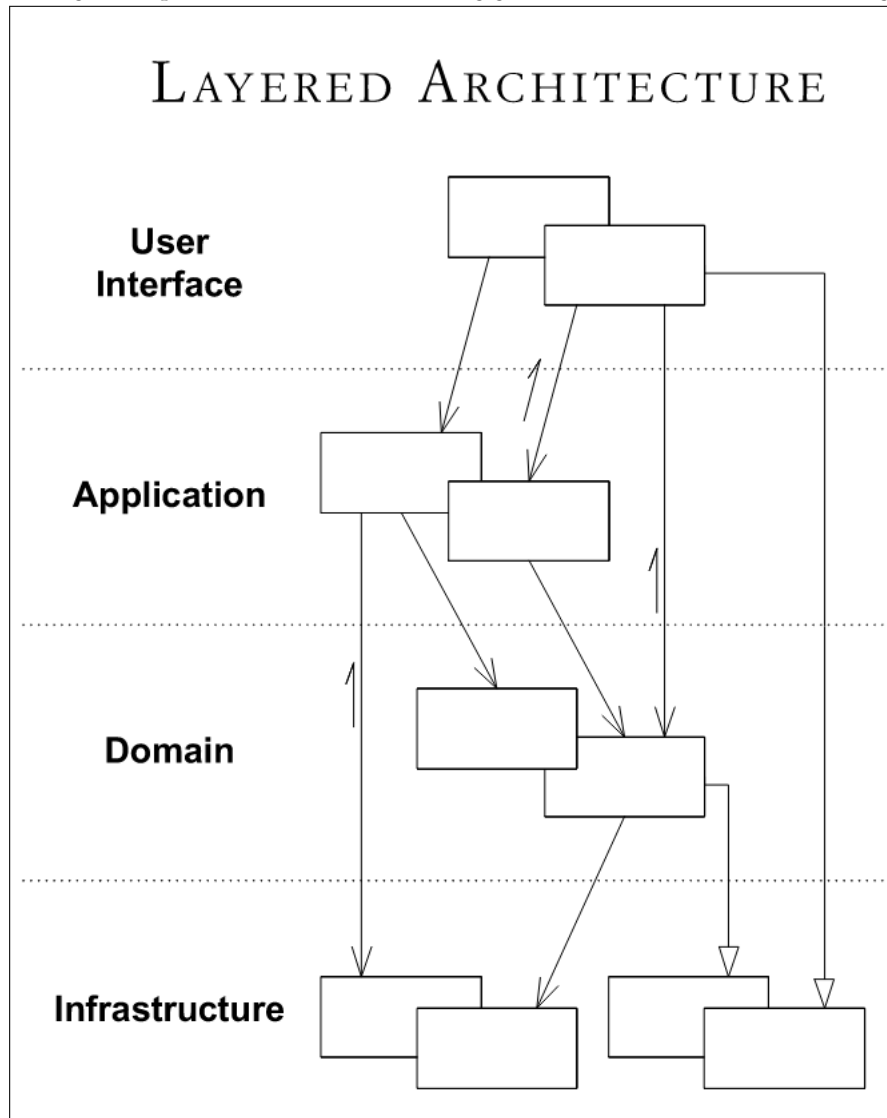 LAYERED ARCHITECTURE
User
Interface
Application
Domain
Infrastructure